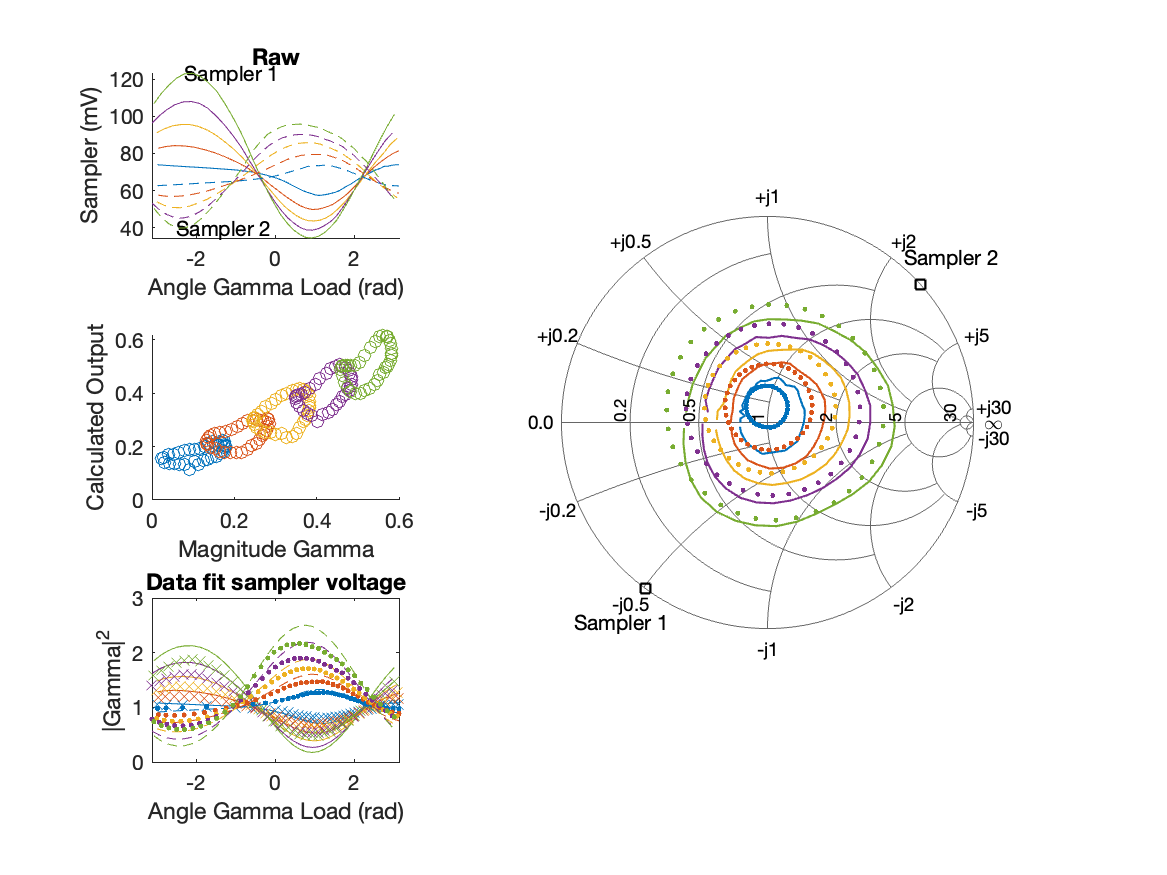 Raw
Sampler 1
120
100
80
60
40
Sampler (mV)
Sampler 2
-2 0 2
Angle Gamma Load (rad)
0.6
0.4
0.2
0
Calculated Output
0 0.2 0.4 0.6
Magnitude Gamma
Data fit sampler voltage
3
2
1
0
|Gamma|²
-2 0 2
Angle Gamma Load (rad)
+j1
+j0.5
+j2
Sampler 2
+j0.2
+j5
0.0
0.2
0.5
1
2
5
30
+j30
∞
-j30
-j0.2
-j5
-j0.5
-j2
Sampler 1
-j1